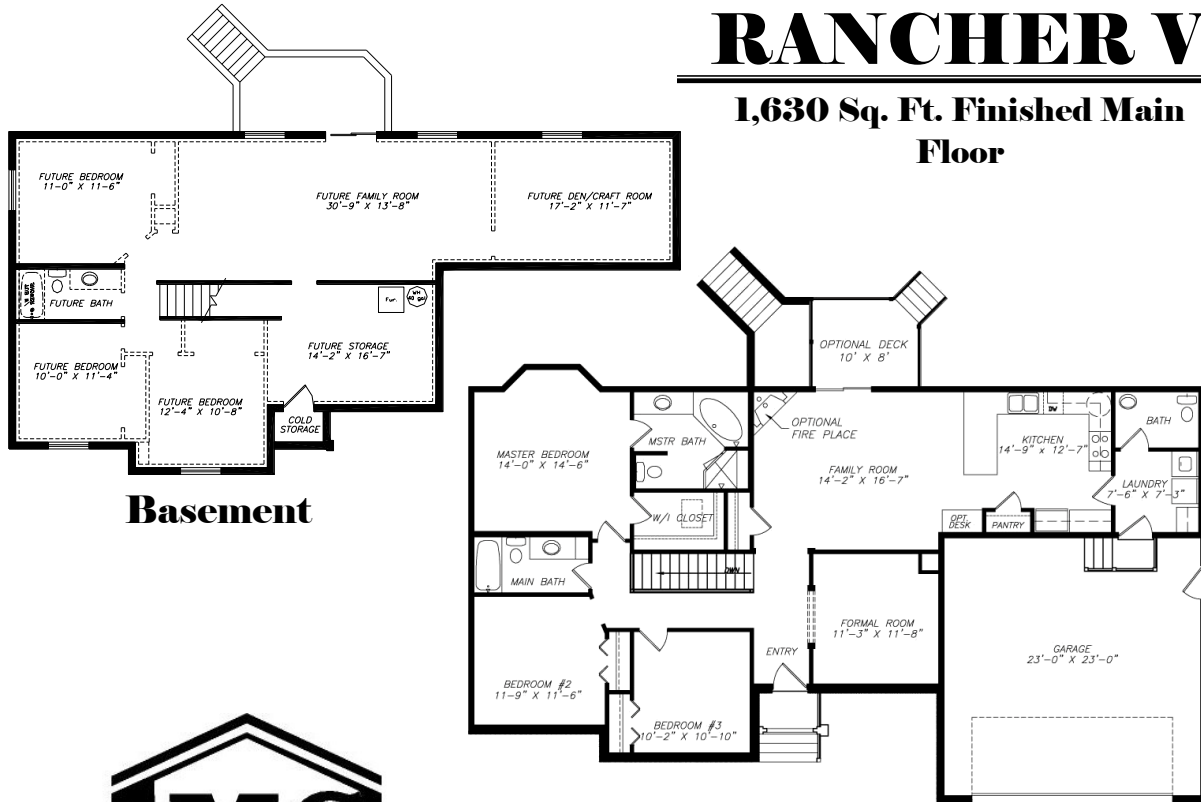 RANCHER V
1,630 Sq. Ft. Finished Main
Floor
FUTURE BEDROOM
11-0" X 11-6"
FUTURE FAMILY ROOM
30'-9" X 13'-8"
FUTURE DEN/CRAFT ROOM
17'-2" X 11'-7"
FUTURE BATH
Fur.
FUTURE STORAGE
14'-2" X 16'-7"
FUTURE BEDROOM
10'-0" X 11'-4"
FUTURE BEDROOM
12'-4" X 10'-8"
COLD
STORAGE
Basement
OPTIONAL DECK
10' X 8'
OPTIONAL
FIRE PLACE
MSTR BATH
MASTER BEDROOM
14'-0" X 14'-6"
FAMILY ROOM
14'-2" X 16'-7"
KITCHEN
14'-9" x 12'-7"
DW
BATH
LAUNDRY
7'-6" X 7'-3"
W/I CLOSET
OPT.
DESK
PANTRY
MAIN BATH
DWN
FORMAL ROOM
11'-3" X 11'-8"
ENTRY
GARAGE
23'-0" X 23'-0"
BEDROOM #2
11-9" X 11'-6"
BEDROOM #3
10'-2" X 10'-10"